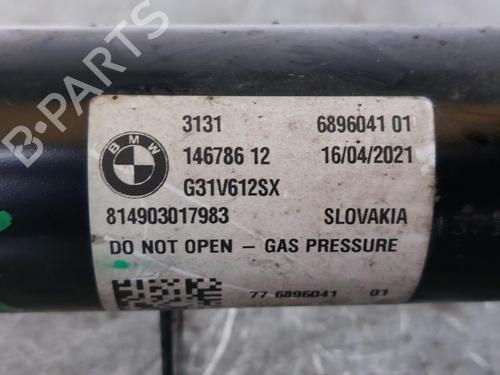 BMW
3131 6896041 01
146786 12 16/04/2021
G31V612SX
814903017983 SLOVAKIA
DO NOT OPEN – GAS PRESSURE
77 6896041 01